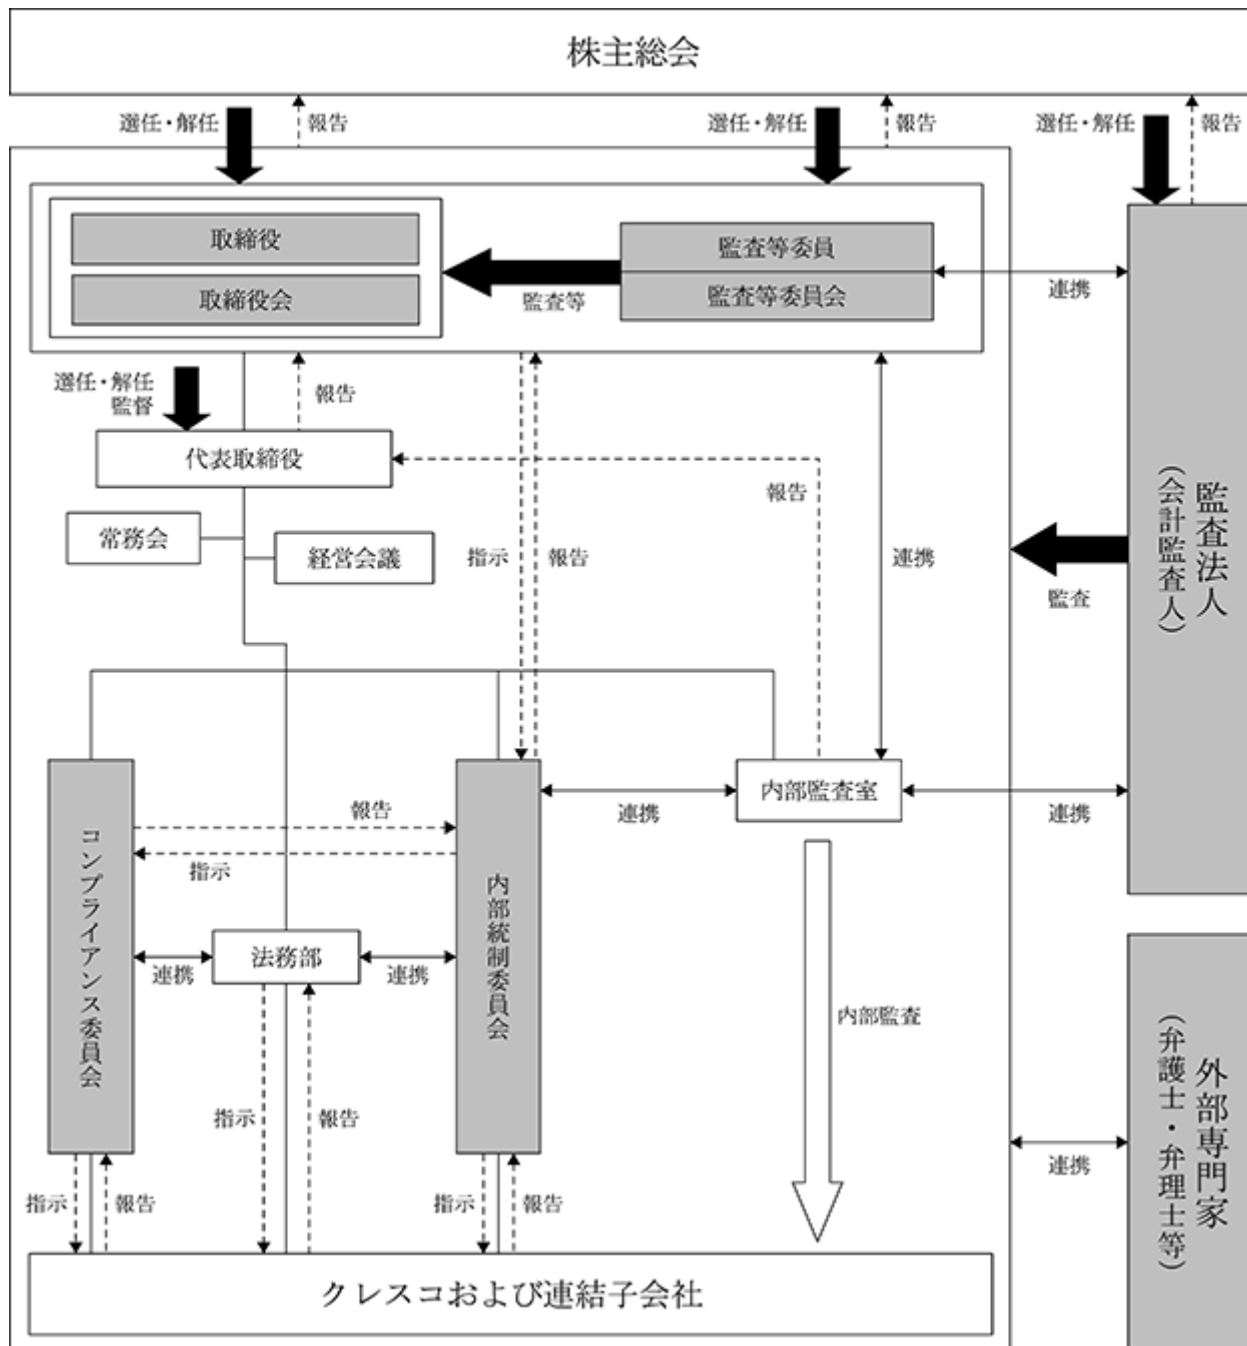 株主総会
選任・解任
報告
選任・解任
報告
選任・解任
報告
取締役
取締役会
監査等
監査等委員
監査等委員会
連携
選任・解任
監督
報告
代表取締役
常務会
経営会議
指示
報告
報告
連携
監査
監査法人
(会計監査人)
コンプライアンス委員会
報告
指示
内部統制委員会
連携
内部監査室
連携
連携
法務部
連携
内部監査
指示
報告
指示
報告
指示
報告
連携
外部専門家
(弁護士・弁理士等)
クレスコおよび連結子会社